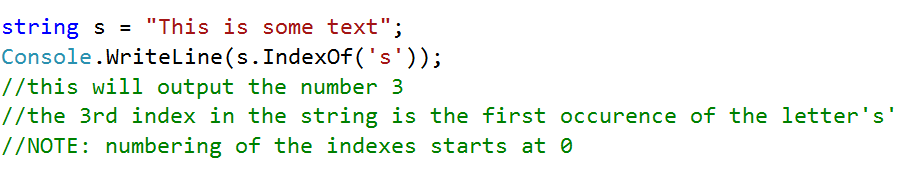 string s = "This is some text";
Console.WriteLine(s.IndexOf('s'));
//this will output the number 3
//the 3rd index in the string is the first occurence of the letter's'
//NOTE: numbering of the indexes starts at 0